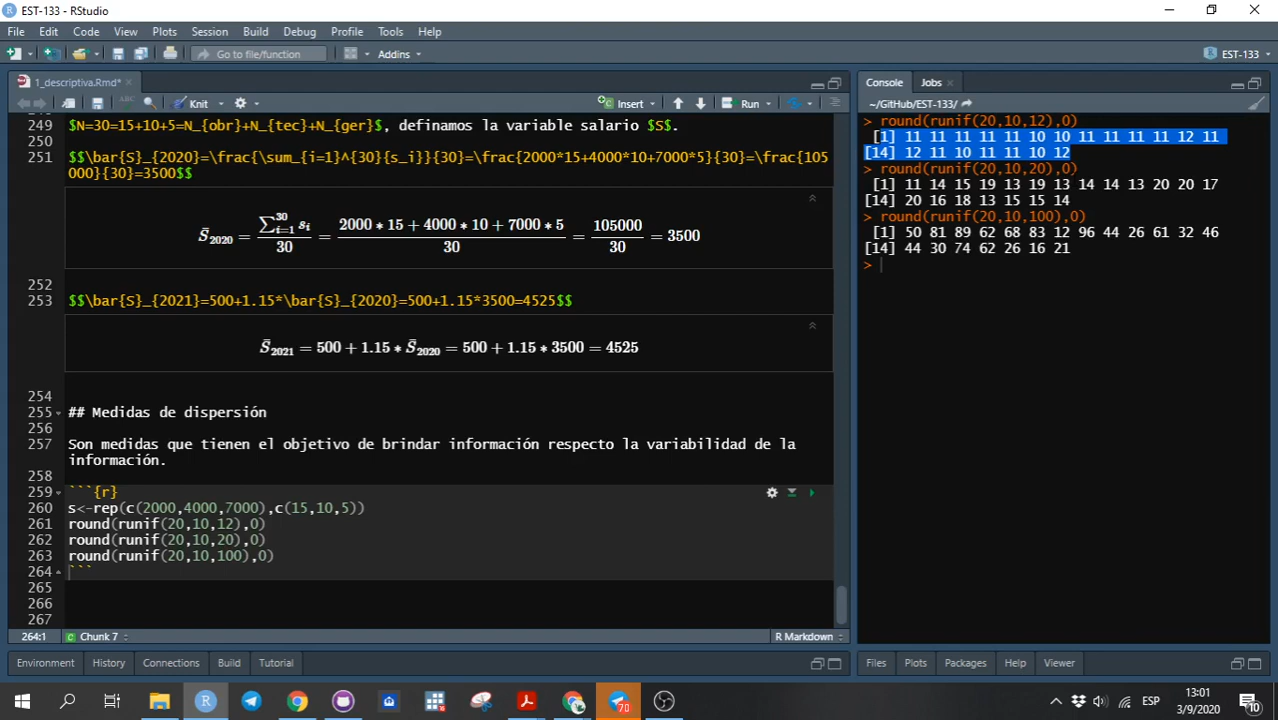 EST-133 - RStudio
File Edit Code View Plots Session Build Debug Profile Tools Help
Go to file/function Addins EST-133
1_descriptiva.Rmd*
ABC Knit Insert Run
249 $N=30=15+10+5=N_{obr}+N_{tec}+N_{ger}$, definamos la variable salario $S$.
250
251 $$\bar{S}_{2020}=\frac{\sum_{i=1}^{30}{s_i}}{30}=\frac{2000*15+4000*10+7000*5}{30}=\frac{105
000}{30}=3500$$
S̄₂₀₂₀ = ∑³⁰ᵢ₌₁ sᵢ / 30 = 2000 ∗ 15 + 4000 ∗ 10 + 7000 ∗ 5 / 30 = 105000 / 30 = 3500
252
253 $$\bar{S}_{2021}=500+1.15*\bar{S}_{2020}=500+1.15*3500=4525$$
S̄₂₀₂₁ = 500 + 1.15 ∗ S̄₂₀₂₀ = 500 + 1.15 ∗ 3500 = 4525
254
255 ## Medidas de dispersión
256
257 Son medidas que tienen el objetivo de brindar información respecto la variabilidad de la
información.
258
259 ```{r}
260 s<-rep(c(2000,4000,7000),c(15,10,5))
261 round(runif(20,10,12),0)
262 round(runif(20,10,20),0)
263 round(runif(20,10,100),0)
264 ```
265
266
267
264:1 Chunk 7 R Markdown
Environment History Connections Build Tutorial
Console Jobs
~/GitHub/EST-133/
> round(runif(20,10,12),0)
[1] 11 11 11 11 11 10 10 11 11 11 11 12 11
[14] 12 11 10 11 11 10 12
> round(runif(20,10,20),0)
[1] 11 14 15 19 13 19 13 14 14 13 20 20 17
[14] 20 16 18 13 15 15 14
> round(runif(20,10,100),0)
[1] 50 81 89 62 68 83 12 96 44 26 61 32 46
[14] 44 30 74 62 26 16 21
>
Files Plots Packages Help Viewer
70 ESP 13:01
3/9/2020 10